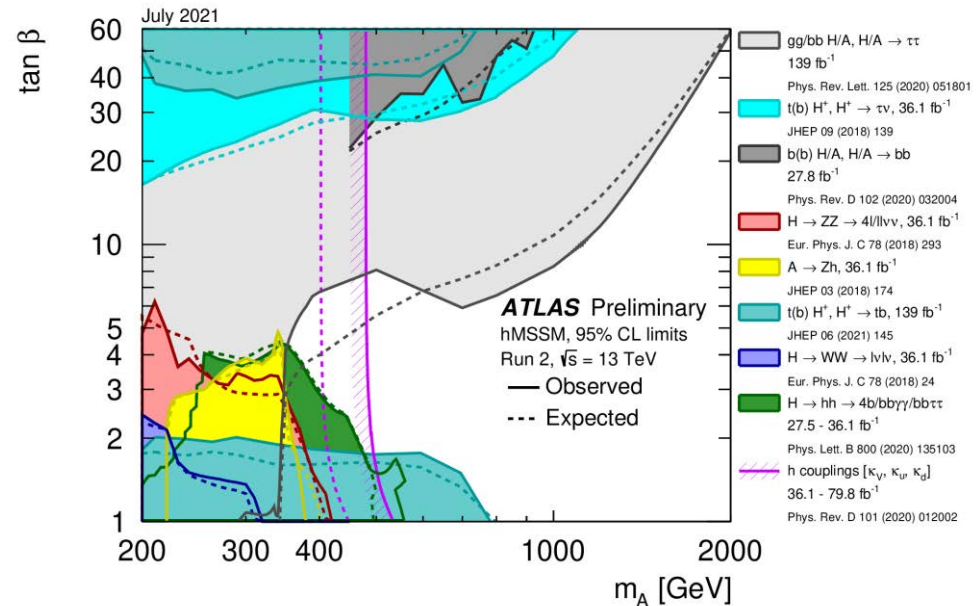 July 2021
tan β
60
40
30
20
10
5
4
3
2
1
200
300
400
1000
2000
m_A [GeV]
ATLAS Preliminary
hMSSM, 95% CL limits
Run 2, √s = 13 TeV
Observed
Expected
gg/bb H/A, H/A → ττ
139 fb⁻¹
Phys. Rev. Lett. 125 (2020) 051801
t(b) H⁺, H⁺ → τν, 36.1 fb⁻¹
JHEP 09 (2018) 139
b(b) H/A, H/A → bb
27.8 fb⁻¹
Phys. Rev. D 102 (2020) 032004
H → ZZ → 4l/llνν, 36.1 fb⁻¹
Eur. Phys. J. C 78 (2018) 293
A → Zh, 36.1 fb⁻¹
JHEP 03 (2018) 174
t(b) H⁺, H⁺ → tb, 139 fb⁻¹
JHEP 06 (2021) 145
H → WW → lνlν, 36.1 fb⁻¹
Eur. Phys. J. C 78 (2018) 24
H → hh → 4b/bbγγ/bbττ
27.5 - 36.1 fb⁻¹
Phys. Lett. B 800 (2020) 135103
h couplings [κ_V, κ_u, κ_d]
36.1 - 79.8 fb⁻¹
Phys. Rev. D 101 (2020) 012002